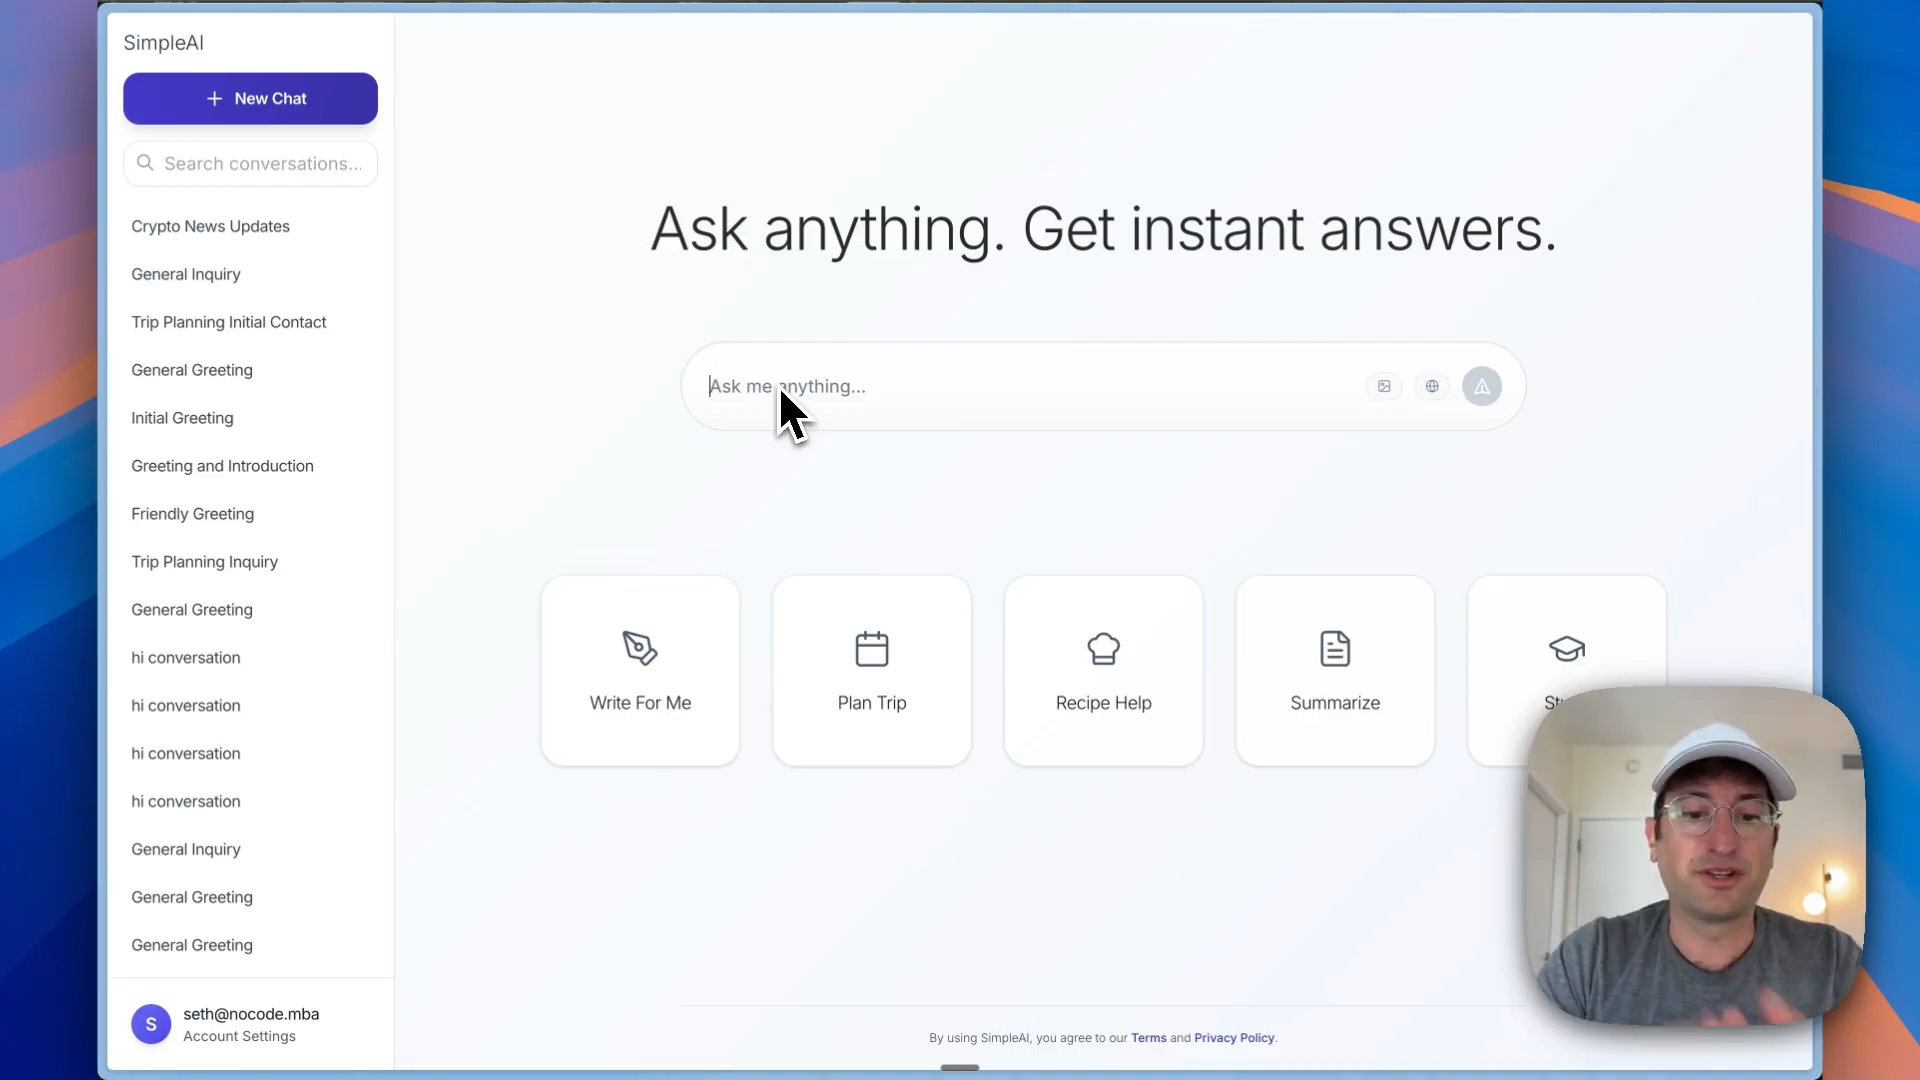 SimpleAI
New Chat
Search conversations...
Crypto News Updates
General Inquiry
Trip Planning Initial Contact
General Greeting
Initial Greeting
Greeting and Introduction
Friendly Greeting
Trip Planning Inquiry
General Greeting
hi conversation
hi conversation
hi conversation
hi conversation
General Inquiry
General Greeting
General Greeting
S
seth@nocode.mba
Account Settings
Ask anything. Get instant answers.
Ask me anything...
Write For Me
Plan Trip
Recipe Help
Summarize
By using SimpleAI, you agree to our Terms and Privacy Policy.